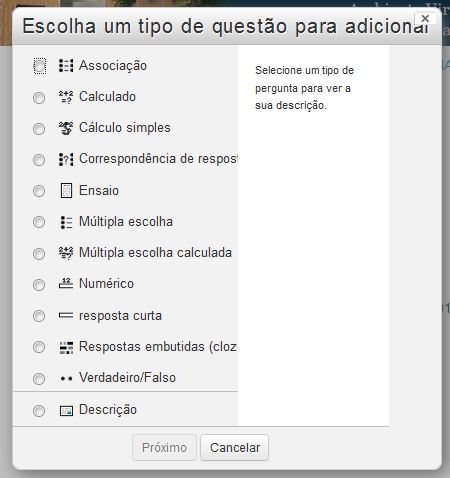 Escolha um tipo de questão para adicionar
Associação
Calculado
Cálculo simples
Correspondência de respost
Ensaio
Múltipla escolha
Múltipla escolha calculada
Numérico
resposta curta
Respostas embutidas (cloz
Verdadeiro/Falso
Descrição
Selecione um tipo de
pergunta para ver a
sua descrição.
Próximo
Cancelar